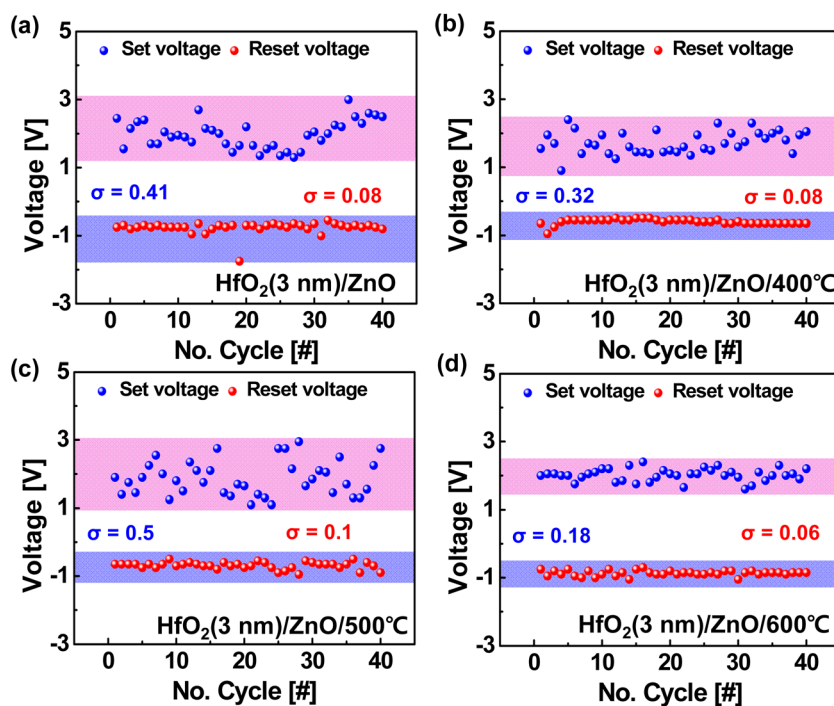 (a)
5
3
1
-1
-3
Voltage [V]
Set voltage Reset voltage
σ = 0.41 σ = 0.08
HfO₂(3 nm)/ZnO
0 10 20 30 40
No. Cycle [#]
(b)
5
3
1
-1
-3
Voltage [V]
Set voltage Reset voltage
σ = 0.32 σ = 0.08
HfO₂(3 nm)/ZnO/400℃
0 10 20 30 40
No. Cycle [#]
(c)
5
3
1
-1
-3
Voltage [V]
Set voltage Reset voltage
σ = 0.5 σ = 0.1
HfO₂(3 nm)/ZnO/500℃
0 10 20 30 40
No. Cycle [#]
(d)
5
3
1
-1
-3
Voltage [V]
Set voltage Reset voltage
σ = 0.18 σ = 0.06
HfO₂(3 nm)/ZnO/600℃
0 10 20 30 40
No. Cycle [#]